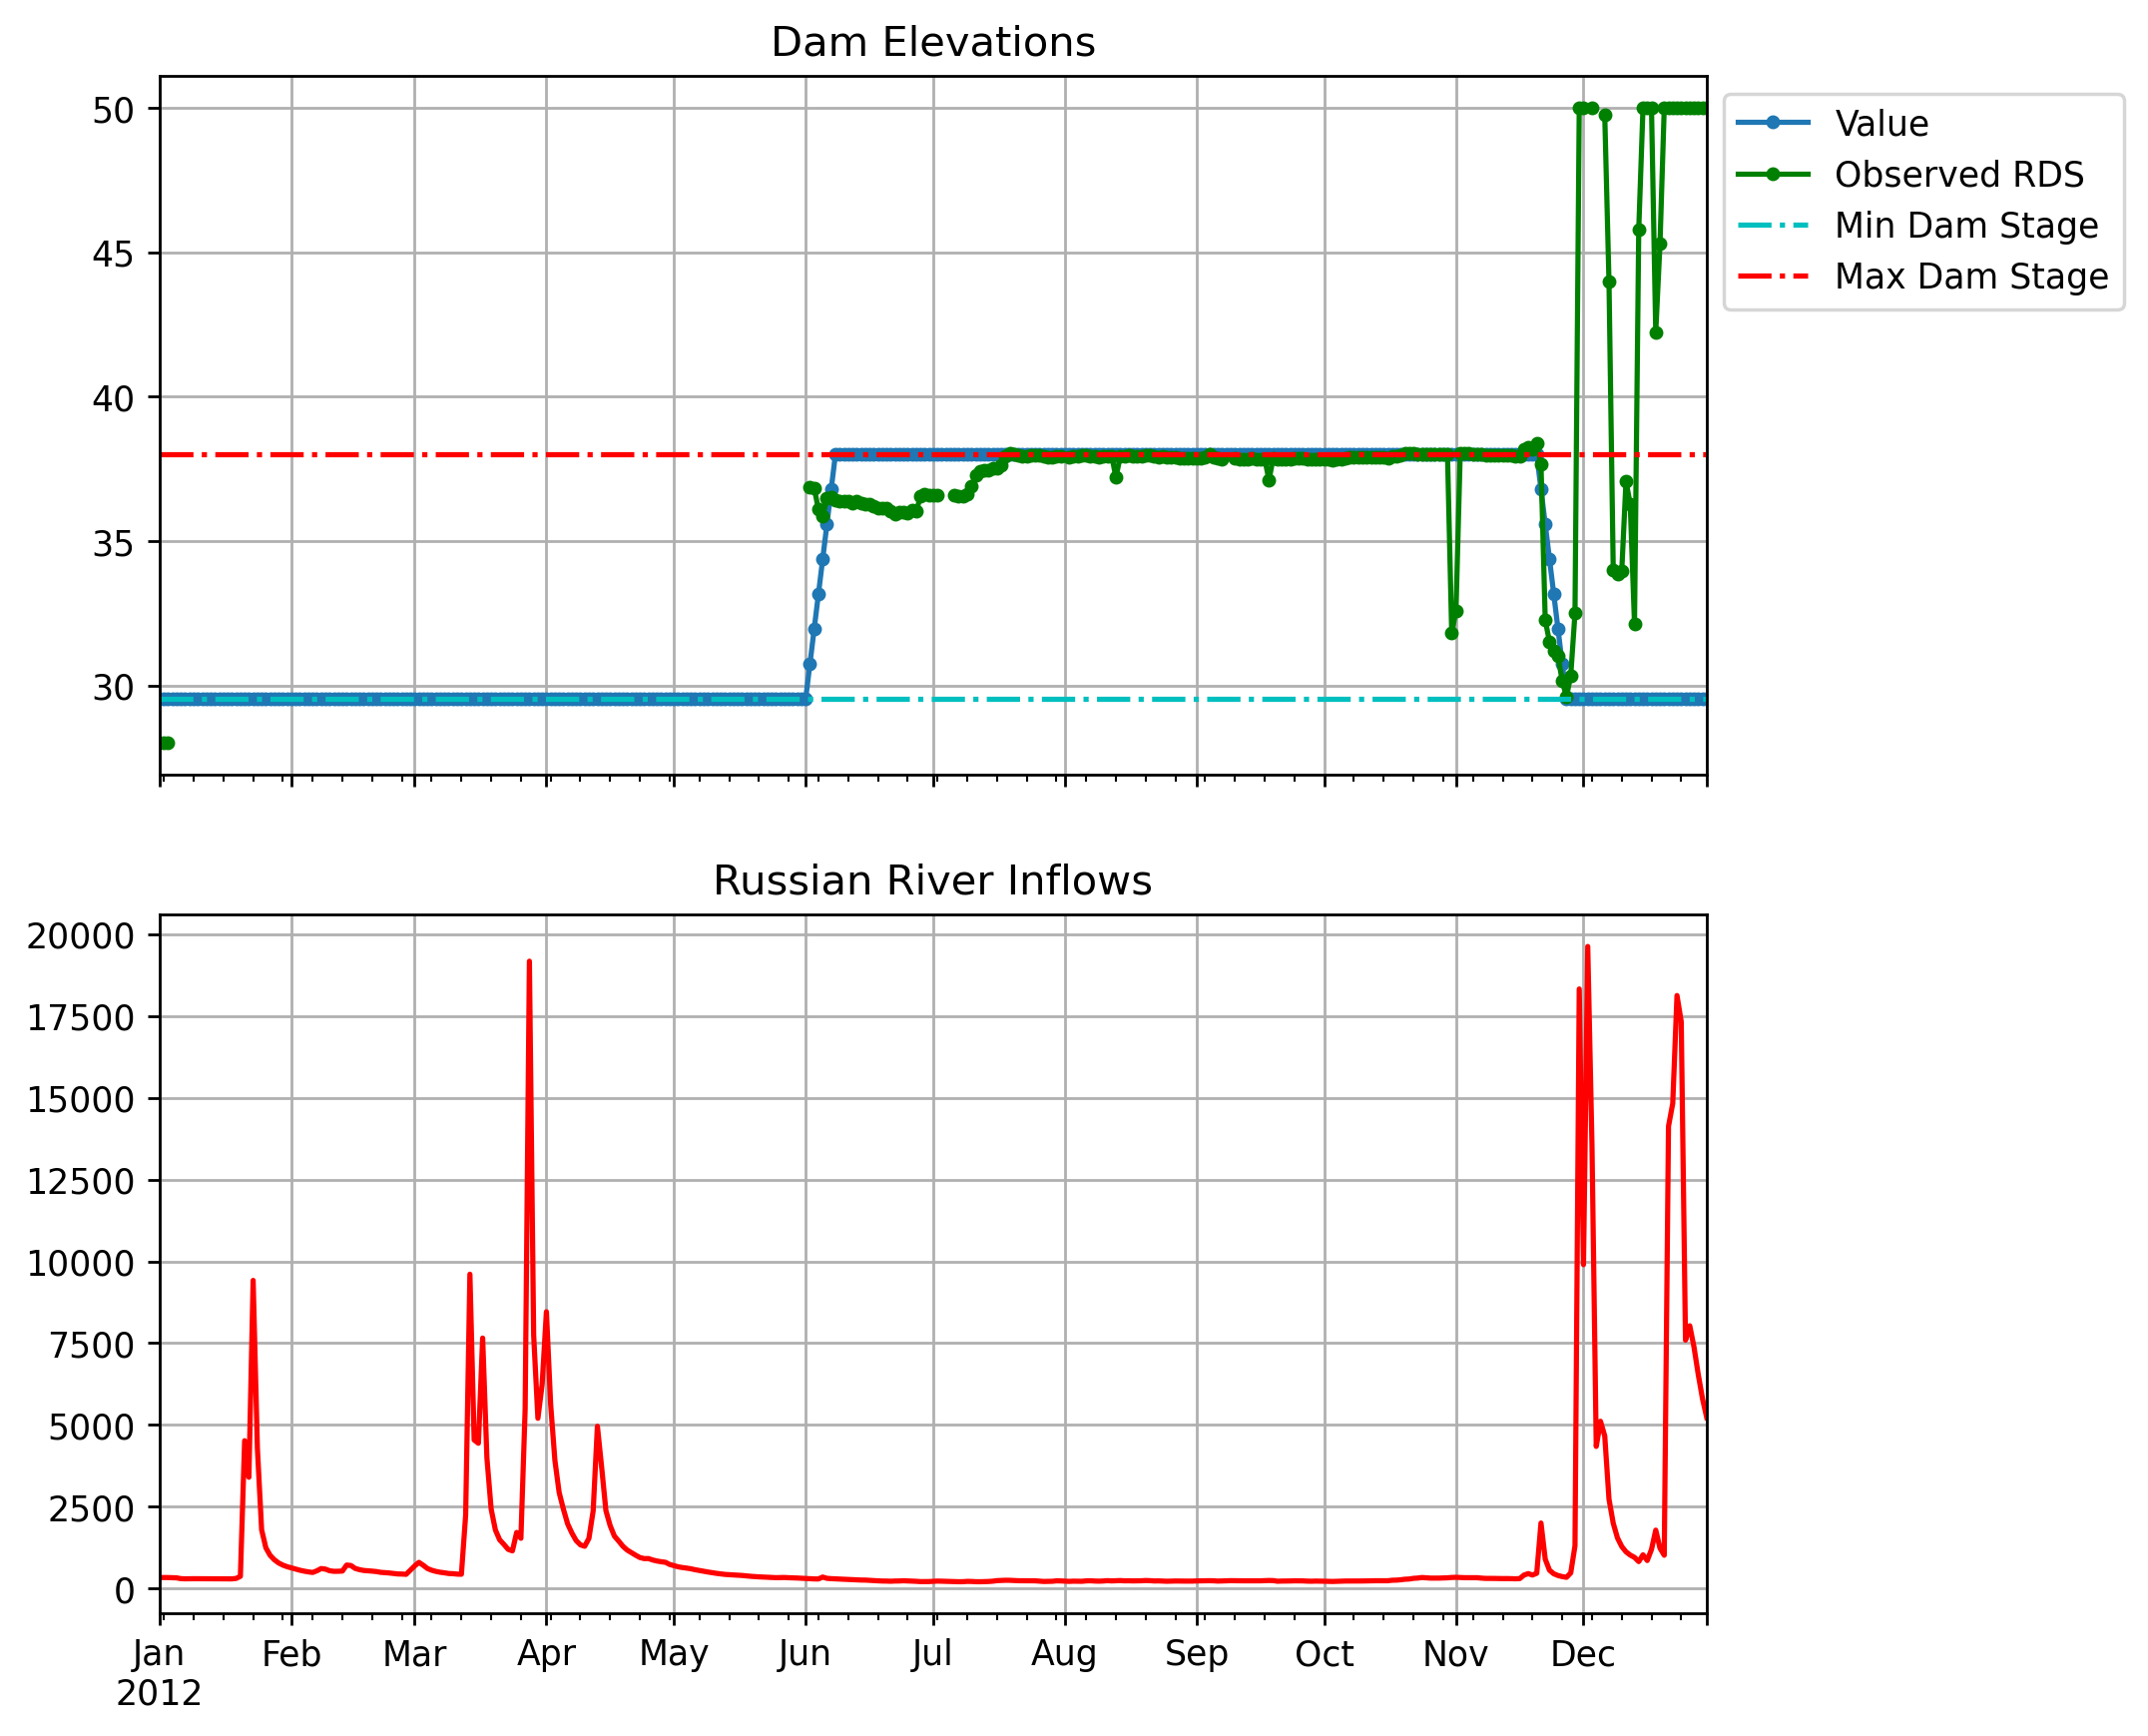 Dam Elevations
50
45
40
35
30
Value
Observed RDS
Min Dam Stage
Max Dam Stage
Russian River Inflows
20000
17500
15000
12500
10000
7500
5000
2500
0
Jan Feb Mar Apr May Jun Jul Aug Sep Oct Nov Dec
2012